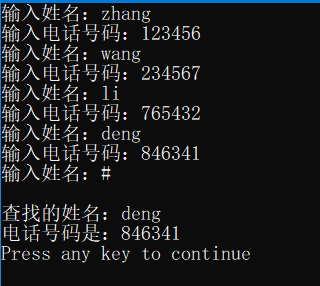 输入姓名：zhang
输入电话号码：123456
输入姓名：wang
输入电话号码：234567
输入姓名：li
输入电话号码：765432
输入姓名：deng
输入电话号码：846341
输入姓名：#
查找的姓名：deng
电话号码是：846341
Press any key to continue